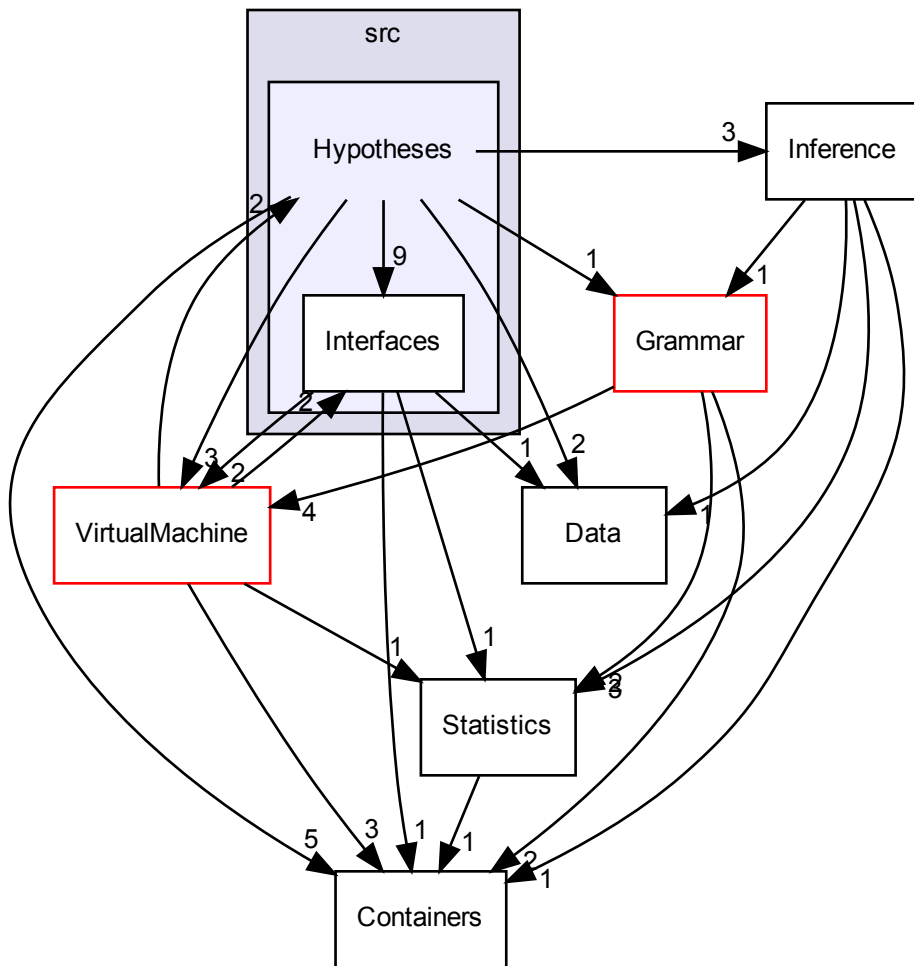 src
Hypotheses
3
Inference
2
9
1
1
Interfaces
Grammar
2
3
2
1
2
4
1
VirtualMachine
Data
1
1
2
3
Statistics
5
3
1
1
2
1
Containers